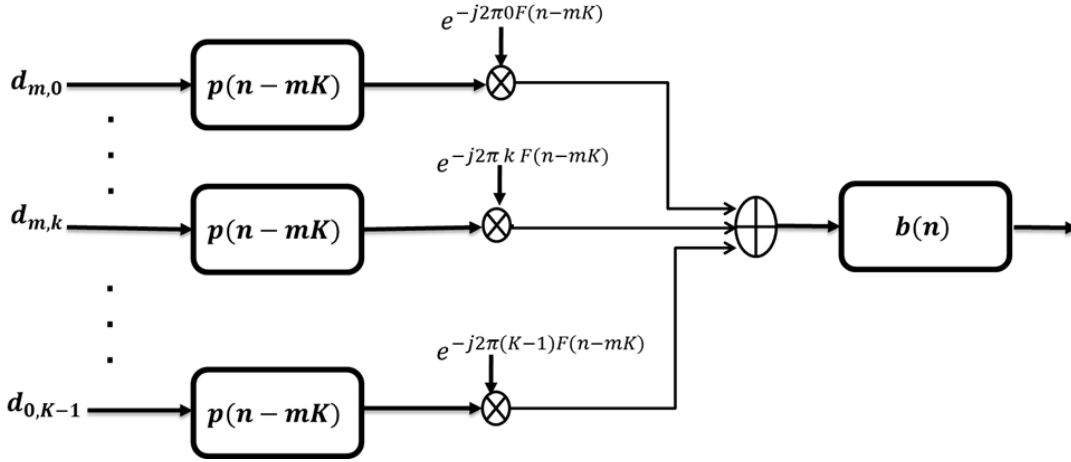 e^{-j2π0F(n-mK)}
d_{m,0}
p(n − mK)
e^{-j2π k F(n-mK)}
d_{m,k}
p(n − mK)
b(n)
e^{-j2π(K-1)F(n-mK)}
d_{0,K-1}
p(n − mK)